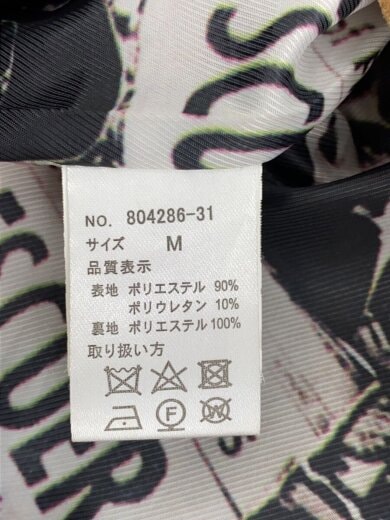 SCU
ESCUER
NO. 804286-31
サイズ M
品質表示
表地 ポリエステル 90%
ポリウレタン 10%
裏地 ポリエステル 100%
取り扱い方
F
W